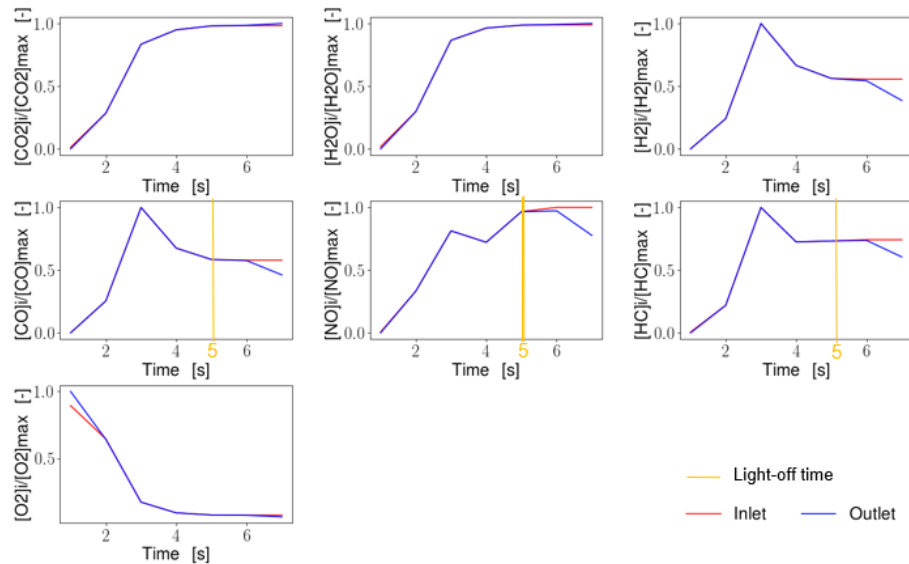 [CO2]i/[CO2]max [-]
1.0
0.5
0.0
2 4 6
Time [s]
[H2O]i/[H2O]max [-]
1.0
0.5
0.0
2 4 6
Time [s]
[H2]i/[H2]max [-]
1.0
0.5
0.0
2 4 6
Time [s]
[CO]i/[CO]max [-]
1.0
0.5
0.0
2 4 5 6
Time [s]
[NO]i/[NO]max [-]
1.0
0.5
0.0
2 4 5 6
Time [s]
[HC]i/[HC]max [-]
1.0
0.5
0.0
2 4 5 6
Time [s]
[O2]i/[O2]max [-]
1.0
0.5
2 4 6
Time [s]
Light-off time
Inlet Outlet